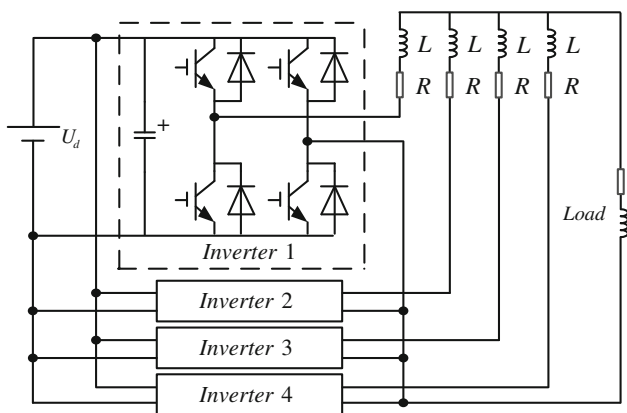 L L L L
R R R R
+
U_d
Load
Inverter 1
Inverter 2
Inverter 3
Inverter 4